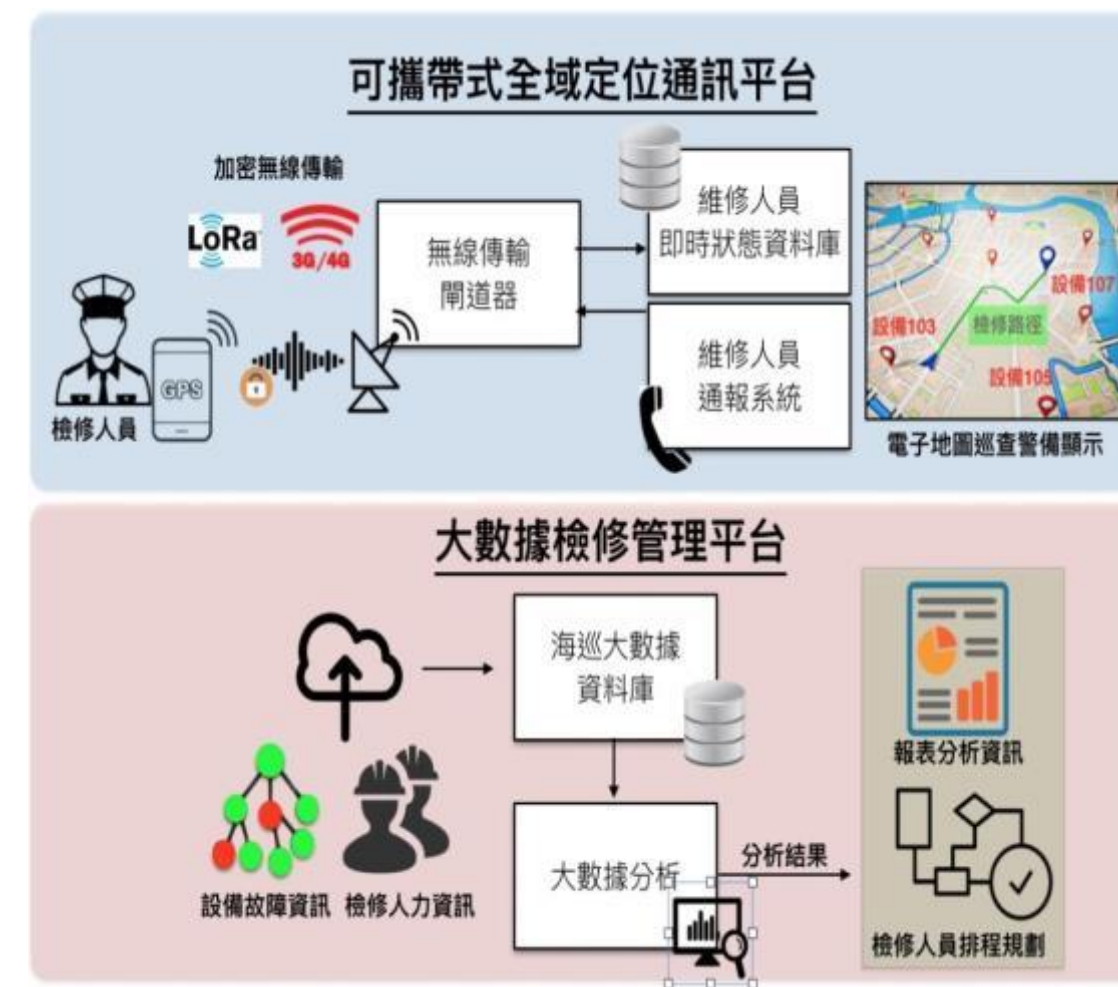 可攜帶式全域定位通訊平台
加密無線傳輸
LoRa
3G/4G
無線傳輸
閘道器
維修人員
即時狀態資料庫
維修人員
通報系統
GPS
檢修人員
設備107
設備103
檢修路徑
設備105
電子地圖巡查警備顯示
大數據檢修管理平台
海巡大數據
資料庫
設備故障資訊
檢修人力資訊
大數據分析
分析結果
報表分析資訊
檢修人員排程規劃